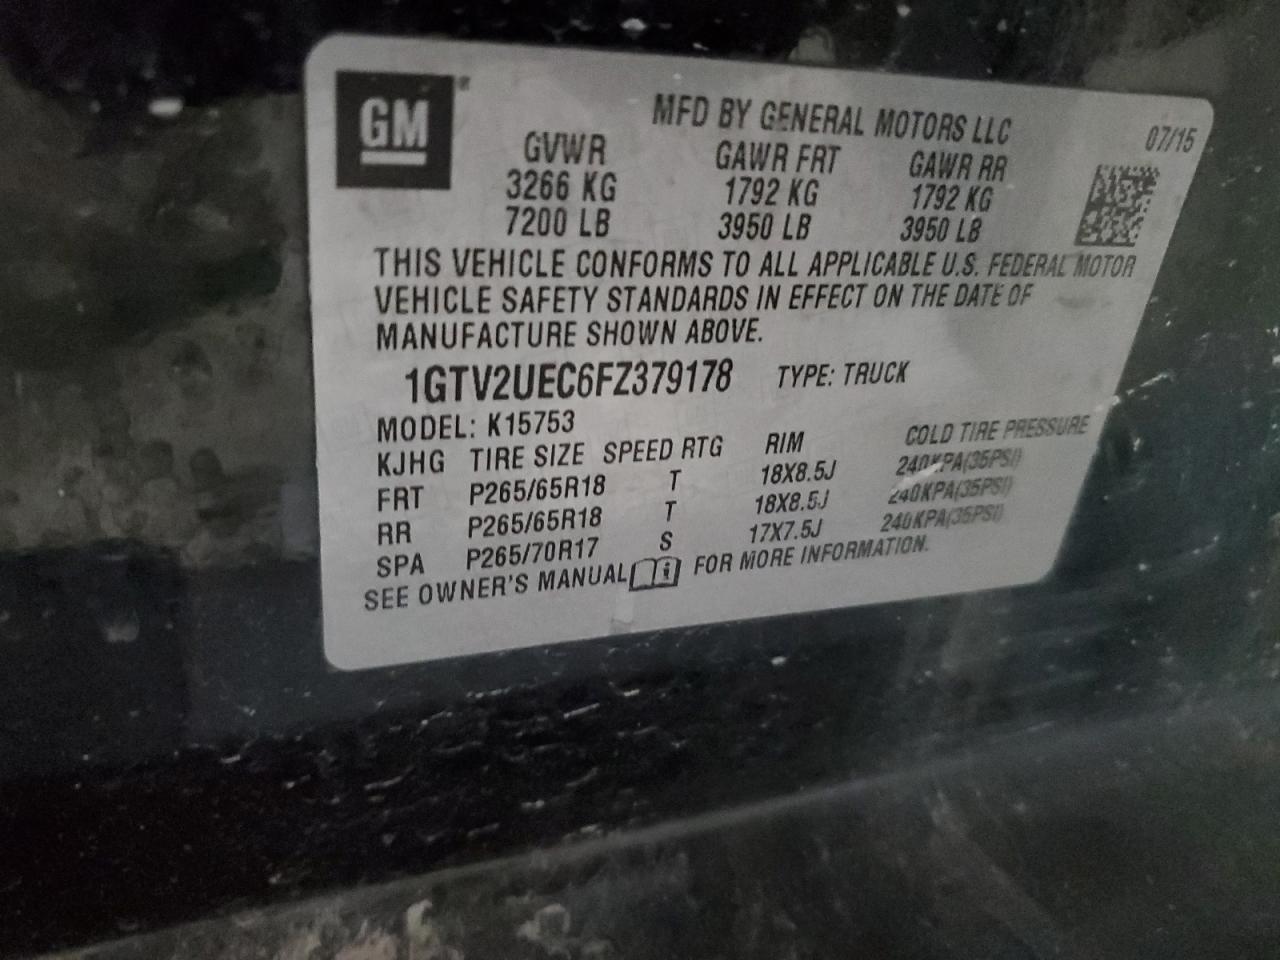 GM
MFD BY GENERAL MOTORS LLC 07/15
GVWR GAWR FRT GAWR RR
3266 KG 1792 KG 1792 KG
7200 LB 3950 LB 3950 LB
THIS VEHICLE CONFORMS TO ALL APPLICABLE U.S. FEDERAL MOTOR
VEHICLE SAFETY STANDARDS IN EFFECT ON THE DATE OF
MANUFACTURE SHOWN ABOVE.
1GTV2UEC6FZ379178 TYPE: TRUCK
MODEL: K15753
KJHG TIRE SIZE SPEED RTG RIM COLD TIRE PRESSURE
FRT P265/65R18 T 18X8.5J 240KPA(35PSI)
RR P265/65R18 T 18X8.5J 240KPA(35PSI)
SPA P265/70R17 S 17X7.5J 240KPA(35PSI)
SEE OWNER'S MANUAL FOR MORE INFORMATION.